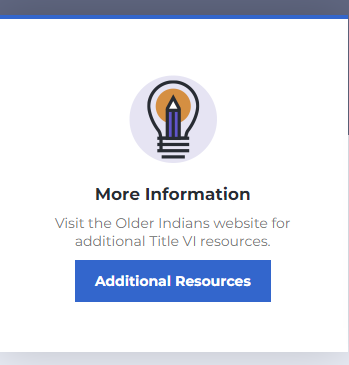 More Information
Visit the Older Indians website for
additional Title VI resources.
Additional Resources